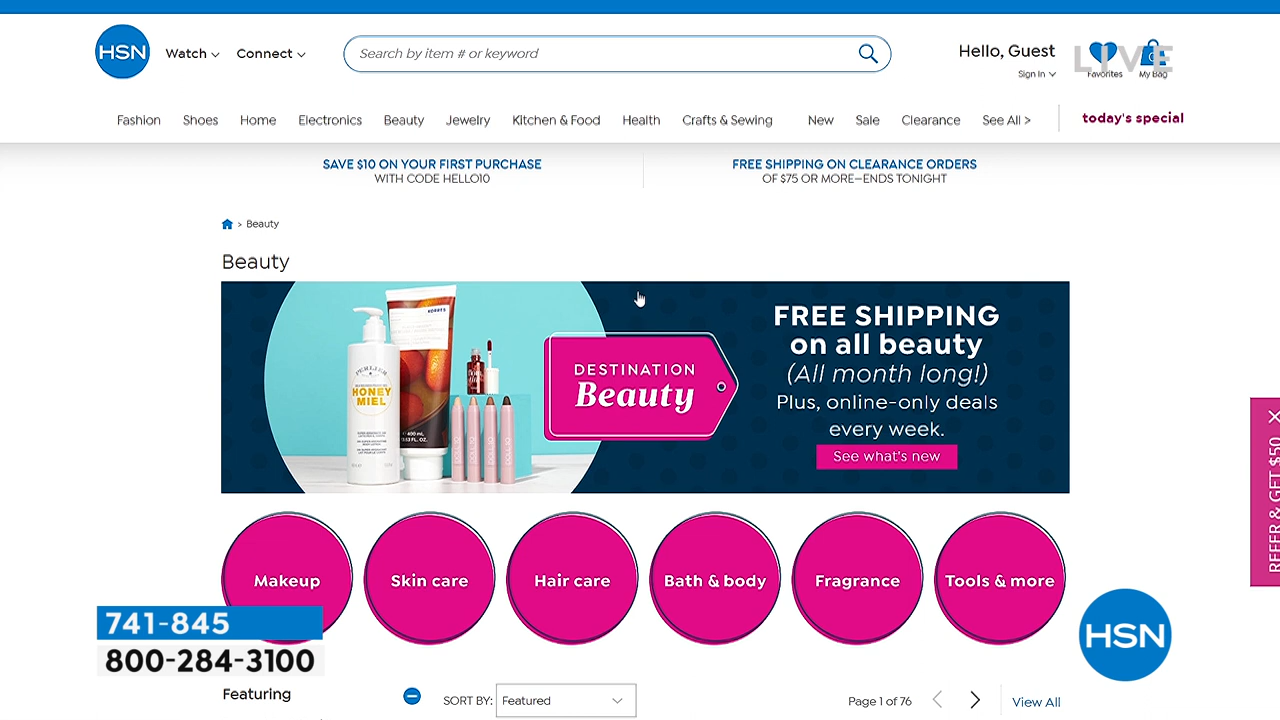 HSN
Watch
Connect
Search by item # or keyword
Hello, Guest
Sign In
Favorites
My Bag
LIVE
Fashion
Shoes
Home
Electronics
Beauty
Jewelry
Kitchen & Food
Health
Crafts & Sewing
New
Sale
Clearance
See All >
today's special
SAVE $10 ON YOUR FIRST PURCHASE
WITH CODE HELLO10
FREE SHIPPING ON CLEARANCE ORDERS
OF $75 OR MORE—ENDS TONIGHT
> Beauty
Beauty
PERLIER
HONEY
MIEL
KORRES
DESTINATION
Beauty
FREE SHIPPING
on all beauty
(All month long!)
Plus, online-only deals
every week.
See what's new
REFER & GET $50
Makeup
Skin care
Hair care
Bath & body
Fragrance
Tools & more
741-845
800-284-3100
HSN
Featuring
SORT BY:
Featured
Page 1 of 76
View All